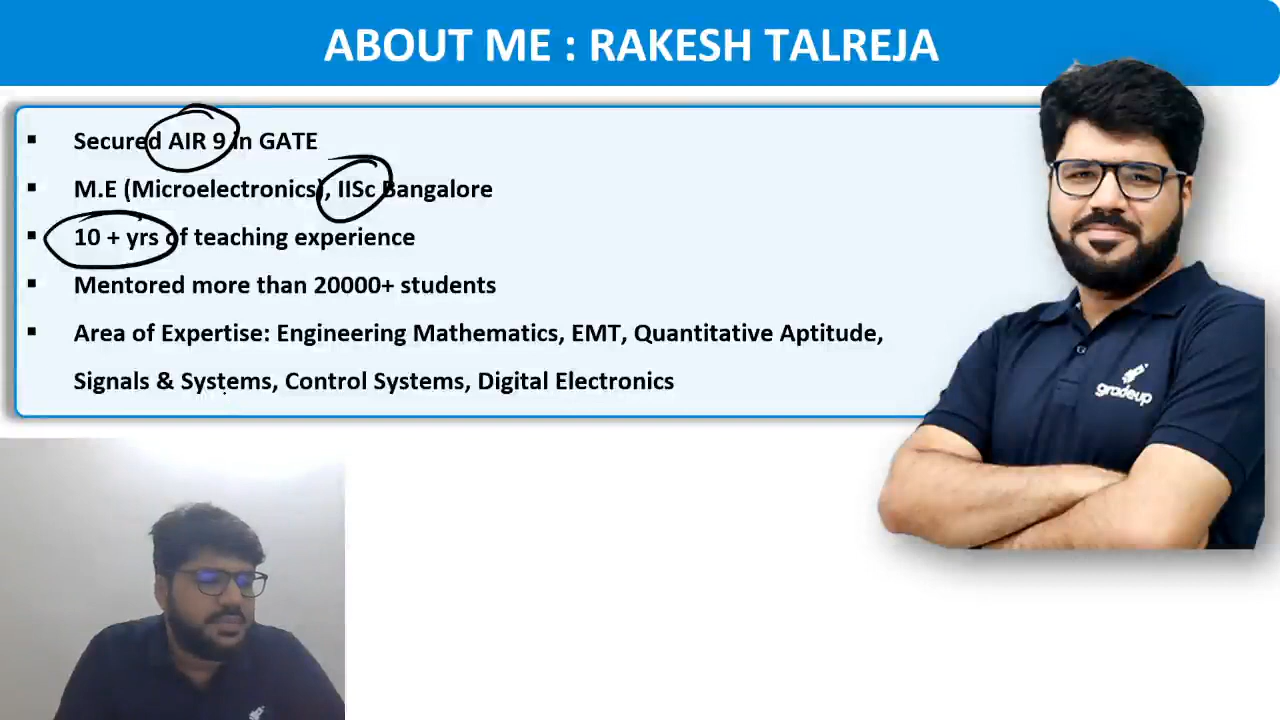 ABOUT ME : RAKESH TALREJA
▪ Secured AIR 9 in GATE
▪ M.E (Microelectronics), IISc Bangalore
▪ 10 + yrs of teaching experience
▪ Mentored more than 20000+ students
▪ Area of Expertise: Engineering Mathematics, EMT, Quantitative Aptitude,
Signals & Systems, Control Systems, Digital Electronics
gradeup